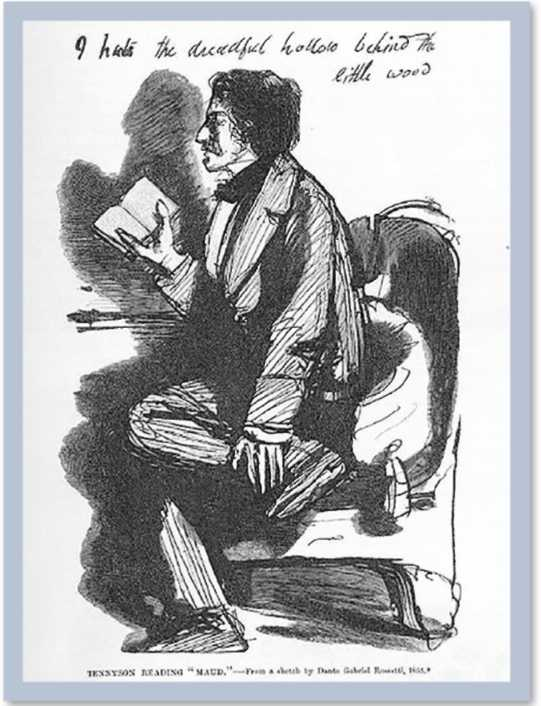 I hate the dreadful hollow behind the
little wood
TENNYSON READING "MAUD."—From a sketch by Dante Gabriel Rossetti, 1855.*